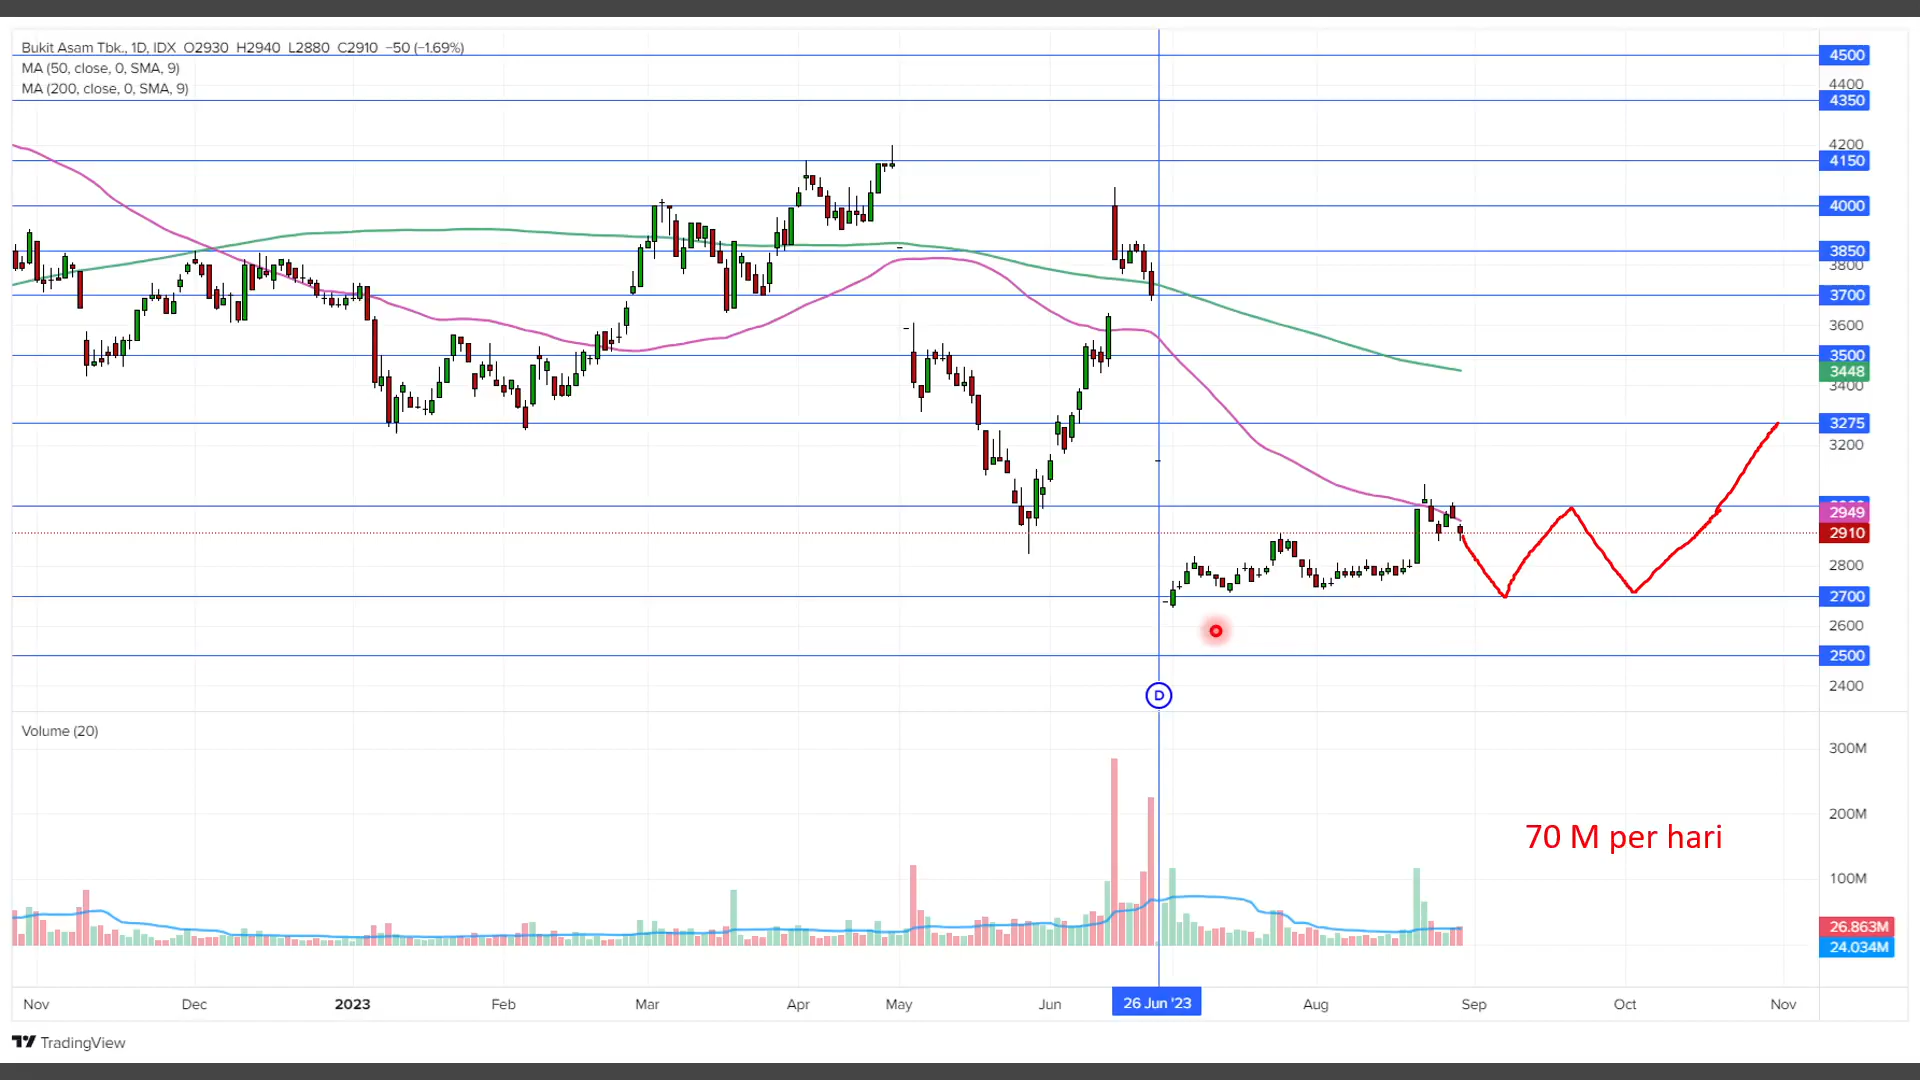 Bukit Asam Tbk., 1D, IDX O2930 H2940 L2880 C2910 −50 (−1.69%)
MA (50, close, 0, SMA, 9)
MA (200, close, 0, SMA, 9)
4500
4400
4350
4200
4150
4000
3850
3800
3700
3600
3500
3448
3400
3275
3200
2949
2910
2800
2700
2600
2500
2400
D
Volume (20)
300M
200M
70 M per hari
100M
26.863M
24.034M
Nov Dec 2023 Feb Mar Apr May Jun 26 Jun '23 Aug Sep Oct Nov
TradingView